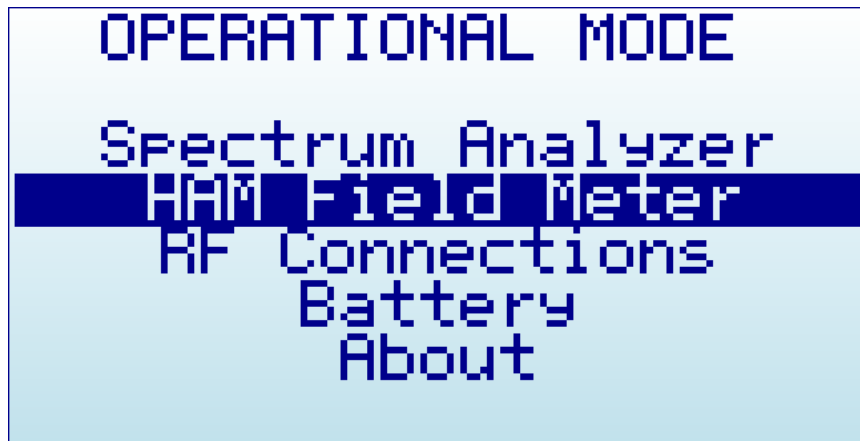 OPERATIONAL MODE
Spectrum Analyzer
HAM Field Meter
RF Connections
Battery
About